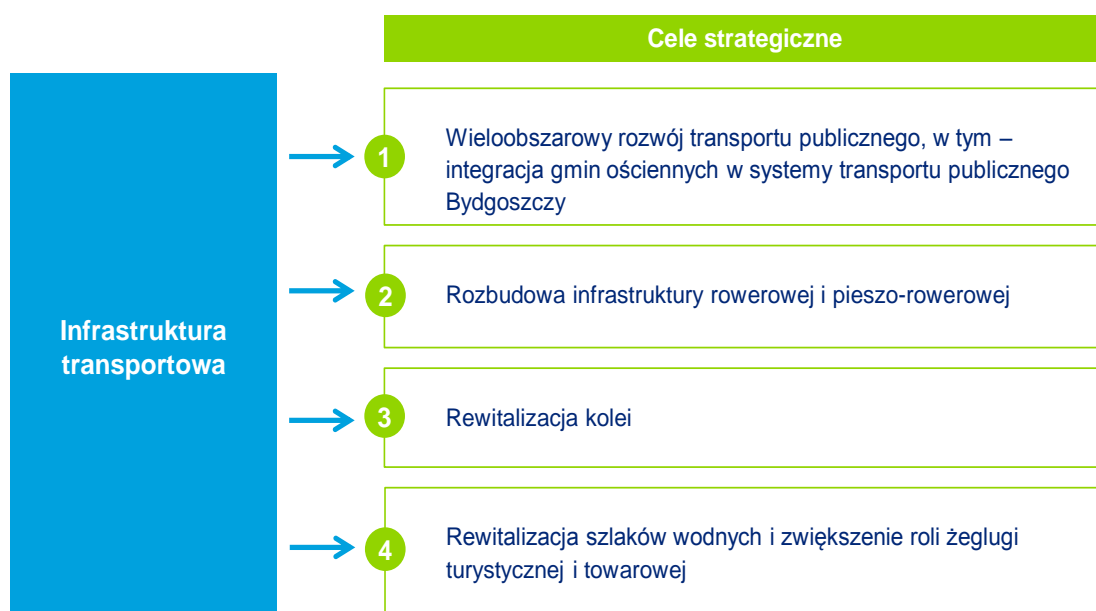 Cele strategiczne
Infrastruktura
transportowa
1
Wieloobszarowy rozwój transportu publicznego, w tym –
integracja gmin ościennych w systemy transportu publicznego
Bydgoszczy
2
Rozbudowa infrastruktury rowerowej i pieszo-rowerowej
3
Rewitalizacja kolei
4
Rewitalizacja szlaków wodnych i zwiększenie roli żeglugi
turystycznej i towarowej